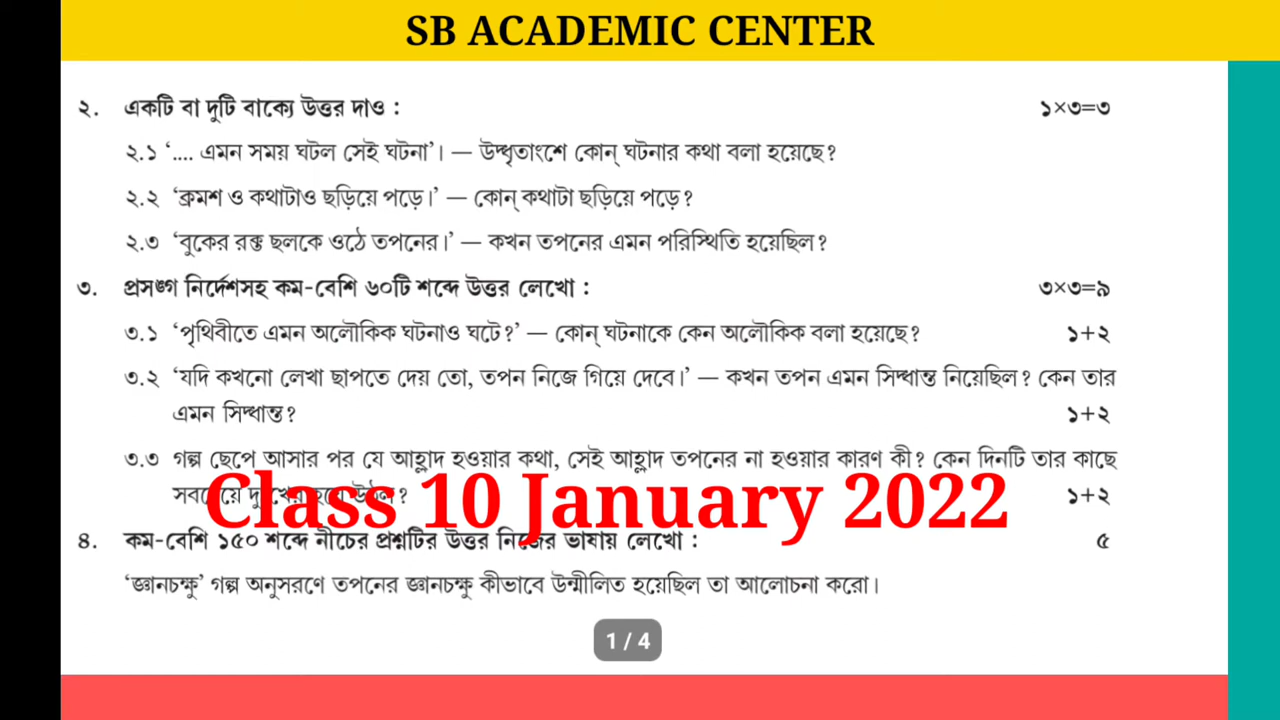 SB ACADEMIC CENTER
২. একটি বা দুটি বাক্যে উত্তর দাও : ১×৩=৩
২.১ ‘.... এমন সময় ঘটল সেই ঘটনা’। — উদ্ধৃতাংশে কোন্ ঘটনার কথা বলা হয়েছে?
২.২ ‘ক্রমশ ও কথাটাও ছড়িয়ে পড়ে।’ — কোন্ কথাটা ছড়িয়ে পড়ে?
২.৩ ‘বুকের রক্ত ছলকে ওঠে তপনের।’ — কখন তপনের এমন পরিস্থিতি হয়েছিল?
৩. প্রসঙ্গ নির্দেশসহ কম-বেশি ৬০টি শব্দে উত্তর লেখো : ৩×৩=৯
৩.১ ‘পৃথিবীতে এমন অলৌকিক ঘটনাও ঘটে?’ — কোন্ ঘটনাকে কেন অলৌকিক বলা হয়েছে? ১+২
৩.২ ‘যদি কখনো লেখা ছাপতে দেয় তো, তপন নিজে গিয়ে দেবে।’ — কখন তপন এমন সিদ্ধান্ত নিয়েছিল? কেন তার
এমন সিদ্ধান্ত? ১+২
৩.৩ গল্প ছেপে আসার পর যে আহ্লাদ হওয়ার কথা, সেই আহ্লাদ তপনের না হওয়ার কারণ কী? কেন দিনটি তার কাছে
১+২
Class 10 January 2022
৪. কম-বেশি ১৫০ শব্দে নীচের প্রশ্নটির উত্তর নিজের ভাষায় লেখো : ৫
‘জ্ঞানচক্ষু’ গল্প অনুসরণে তপনের জ্ঞানচক্ষু কীভাবে উন্মীলিত হয়েছিল তা আলোচনা করো।
1 / 4